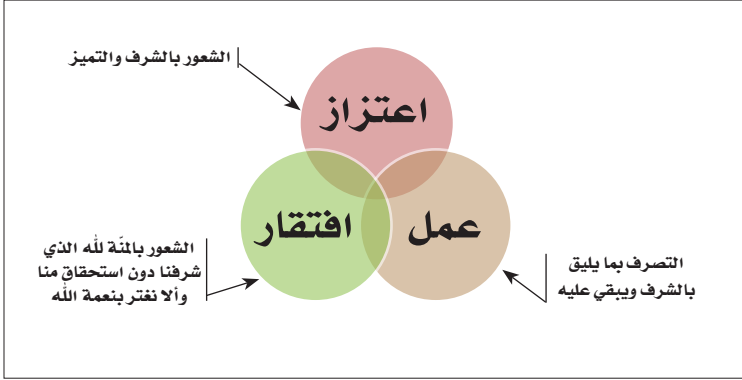 الشعور بالشرف والتميز
اعتزاز
افتقار
عمل
الشعور بالمنّة لله الذي
شرفنا دون استحقاق منا
وألا نغتر بنعمة الله
التصرف بما يليق
بالشرف ويبقي عليه